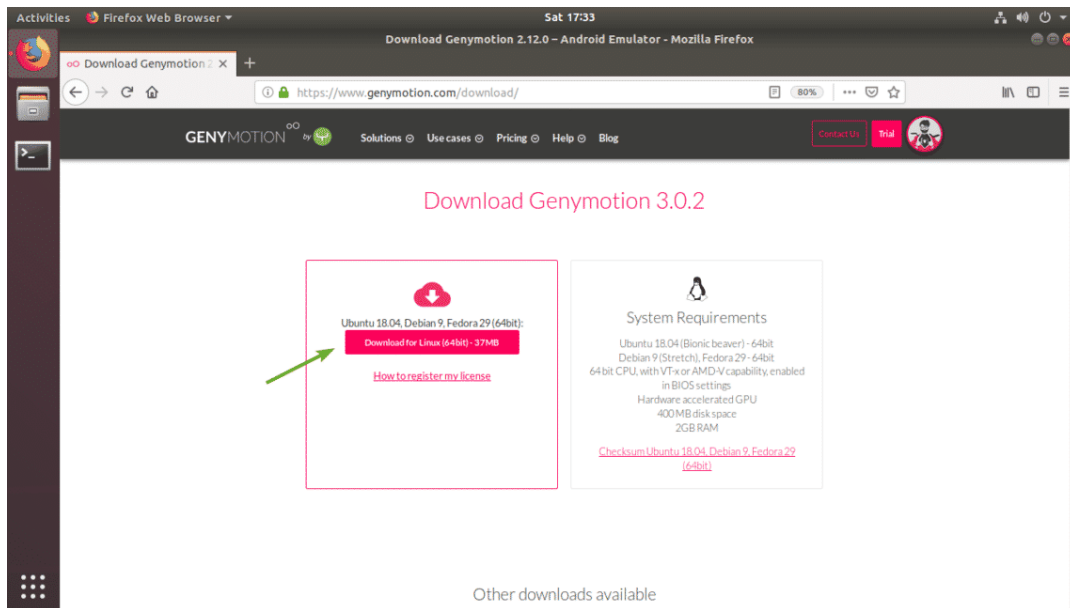 Activities Firefox Web Browser Sat 17:33
Download Genymotion 2.12.0 – Android Emulator - Mozilla Firefox
Download Genymotion 2
https://www.genymotion.com/download/ 80%
GENYMOTION by Solutions Use cases Pricing Help Blog Contact Us Trial
Download Genymotion 3.0.2
Ubuntu 18.04, Debian 9, Fedora 29 (64bit):
Download for Linux (64bit) - 37MB
How to register my license
System Requirements
Ubuntu 18.04 (Bionic beaver) - 64bit
Debian 9 (Stretch), Fedora 29 - 64bit
64 bit CPU, with VT-x or AMD-V capability, enabled
in BIOS settings
Hardware accelerated GPU
400 MB disk space
2GB RAM
Checksum Ubuntu 18.04, Debian 9, Fedora 29
(64bit)
Other downloads available